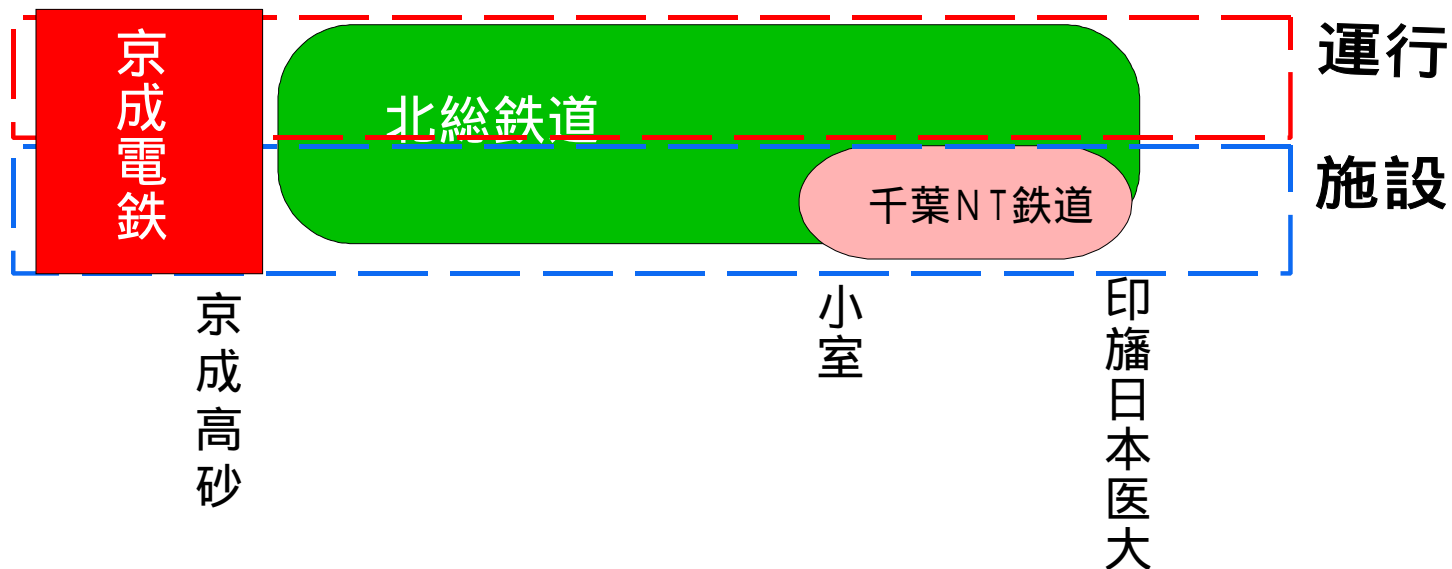 京成電鉄
北総鉄道
運行
千葉NT鉄道
施設
京成高砂
小室
印旛日本医大